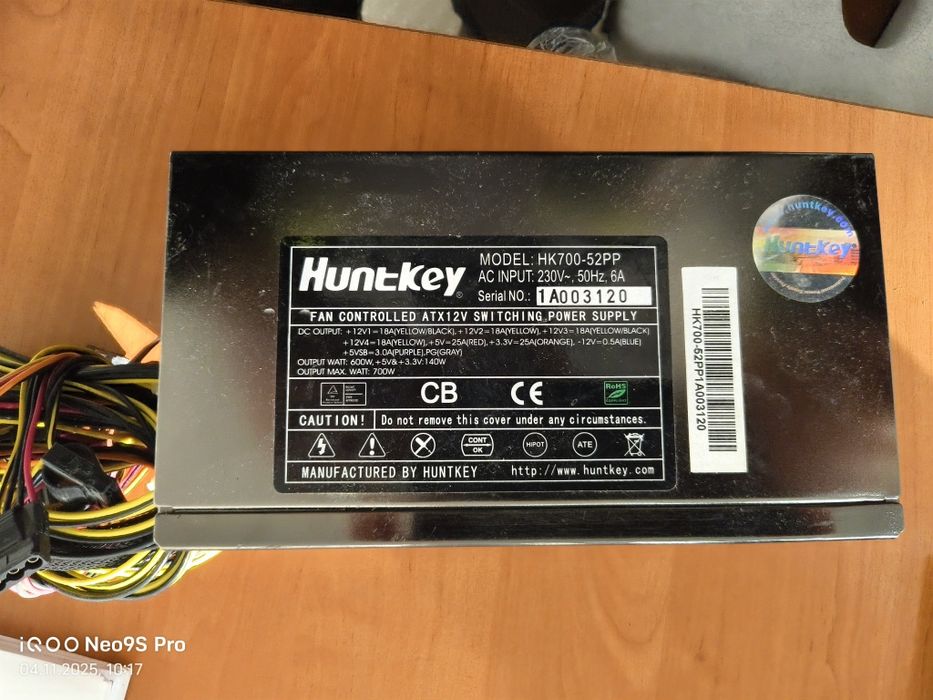 Huntkey®
MODEL: HK700-52PP
AC INPUT: 230V~, 50Hz, 6A
Serial NO.: 1A003120
FAN CONTROLLED ATX12V SWITCHING POWER SUPPLY
DC OUTPUT: +12V1=18A(YELLOW/BLACK),+12V2=18A(YELLOW),+12V3=18A(YELLOW/BLACK)
+12V4=18A(YELLOW),+5V=25A(RED),+3.3V=25A(ORANGE), -12V=0.5A(BLUE)
+5VSB=3.0A(PURPLE),PG(GRAY)
OUTPUT WATT: 600W, +5V&+3.3V:140W
OUTPUT MAX. WATT: 700W
CB
CE
RoHS
CAUTION! Do not remove this cover under any circumstances.
CONT
OK
HIPOT
ATE
MANUFACTURED BY HUNTKEY http://www.huntkey.com
HK700-52PP1A003120
huntkey.com
Huntkey
iQOO Neo9S Pro
04.11.2025, 10:17